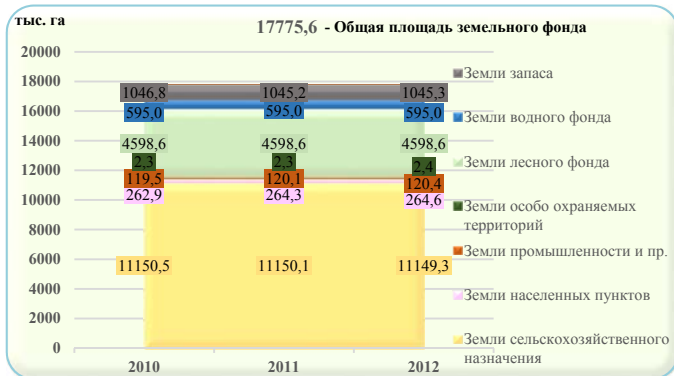 тыс. га
17775,6 - Общая площадь земельного фонда
20000
18000
16000
14000
12000
10000
8000
6000
4000
2000
0
1046,8 1045,2 1045,3
595,0 595,0 595,0
4598,6 4598,6 4598,6
2,3 2,3 2,4
119,5 120,1 120,4
262,9 264,3 264,6
11150,5 11150,1 11149,3
2010 2011 2012
Земли запаса
Земли водного фонда
Земли лесного фонда
Земли особо охраняемых
территорий
Земли промышленности и пр.
Земли населенных пунктов
Земли сельскохозяйственного
назначения